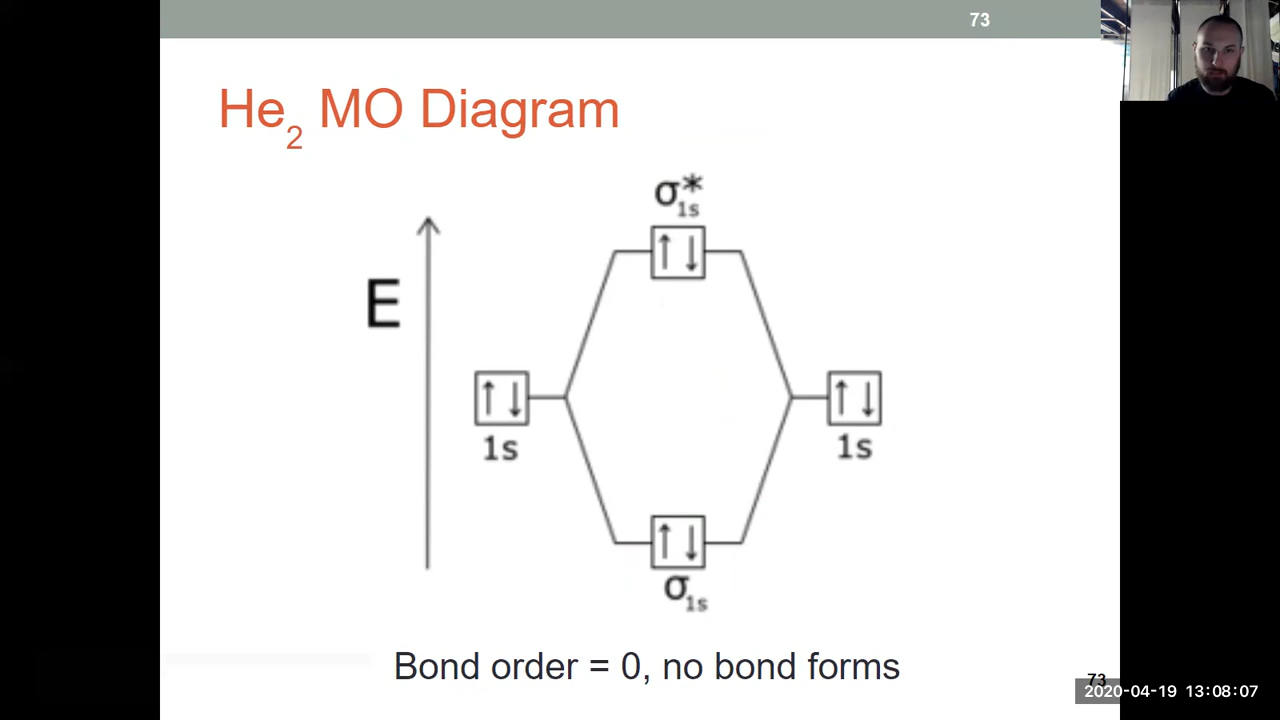 73
He₂ MO Diagram
σ*1s
E
1s
1s
σ1s
Bond order = 0, no bond forms
73
2020-04-19 13:08:07